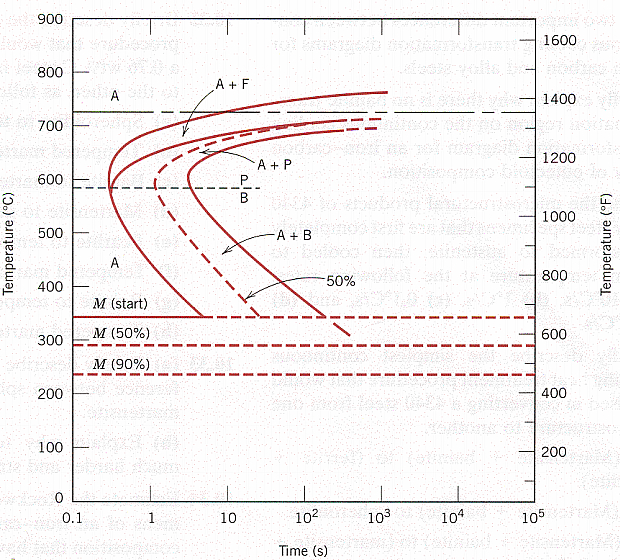 900
800
700
600
500
400
300
200
100
0
Temperature (°C)
1600
1400
1200
1000
800
600
400
200
Temperature (°F)
A
A + F
A + P
P
B
A + B
A
50%
M (start)
M (50%)
M (90%)
0.1
1
10
10²
10³
10⁴
10⁵
Time (s)